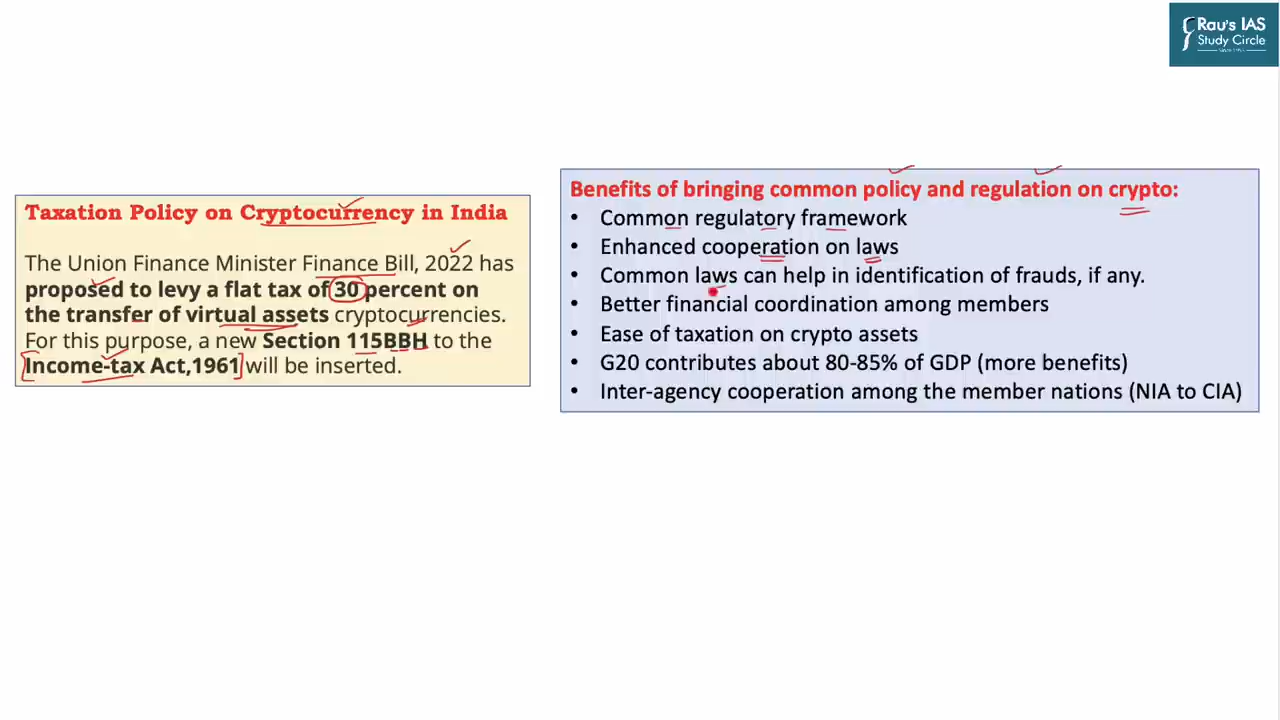 Rau's IAS
Study Circle
Taxation Policy on Cryptocurrency in India
The Union Finance Minister Finance Bill, 2022 has
proposed to levy a flat tax of 30 percent on
the transfer of virtual assets cryptocurrencies.
For this purpose, a new Section 115BBH to the
Income-tax Act,1961 will be inserted.
Benefits of bringing common policy and regulation on crypto:
• Common regulatory framework
• Enhanced cooperation on laws
• Common laws can help in identification of frauds, if any.
• Better financial coordination among members
• Ease of taxation on crypto assets
• G20 contributes about 80-85% of GDP (more benefits)
• Inter-agency cooperation among the member nations (NIA to CIA)